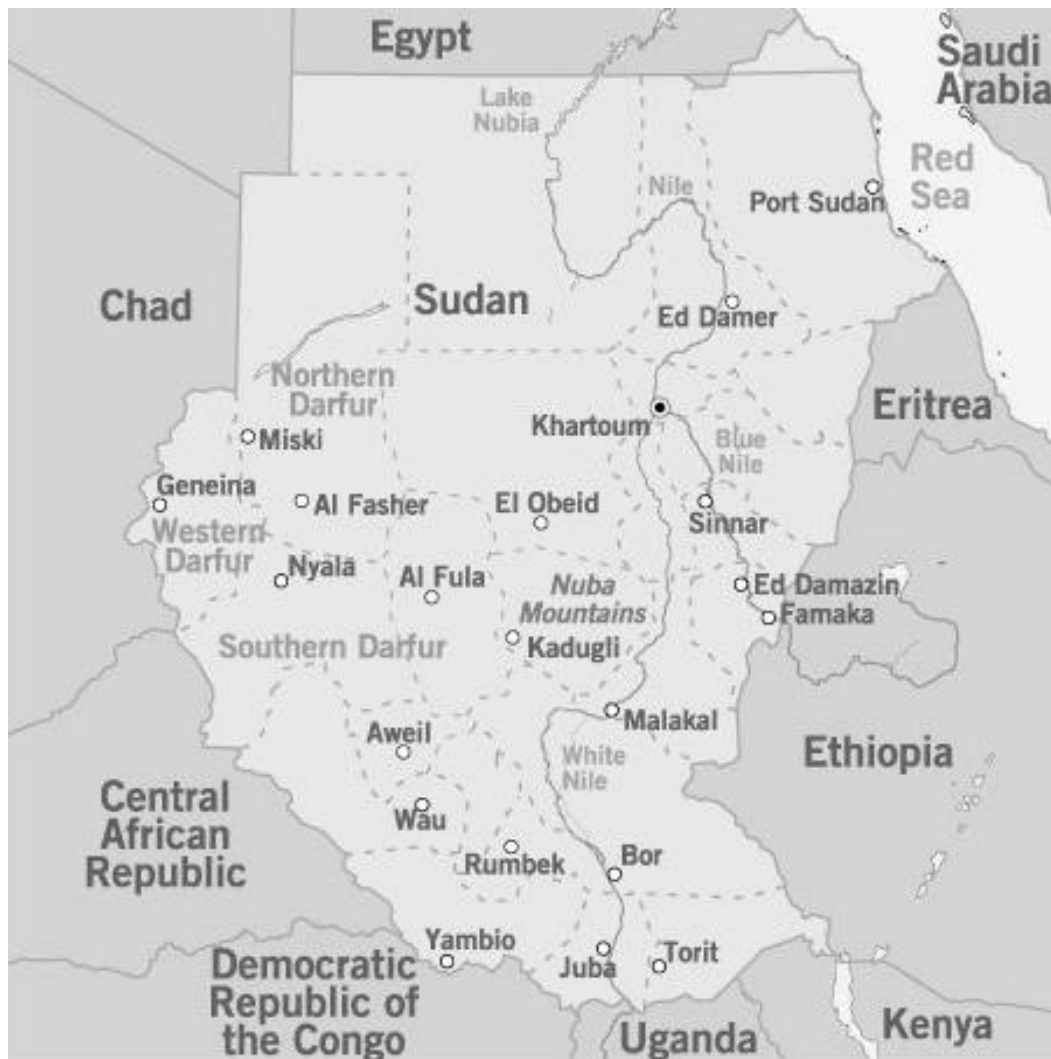 Egypt
Saudi
Arabia
Lake
Nubia
Red
Sea
Nile
Port Sudan
Chad
Sudan
Ed Damer
Northern
Darfur
Eritrea
Khartoum
Miski
Blue
Nile
Geneina
Al Fasher
El Obeid
Sinnar
Western
Darfur
Nyala
Al Fula
Nuba
Mountains
Ed Damazin
Famaka
Southern Darfur
Kadugli
Malakal
Aweil
White
Nile
Ethiopia
Central
African
Republic
Wau
Rumbek
Bor
Yambio
Juba
Torit
Democratic
Republic of
the Congo
Uganda
Kenya